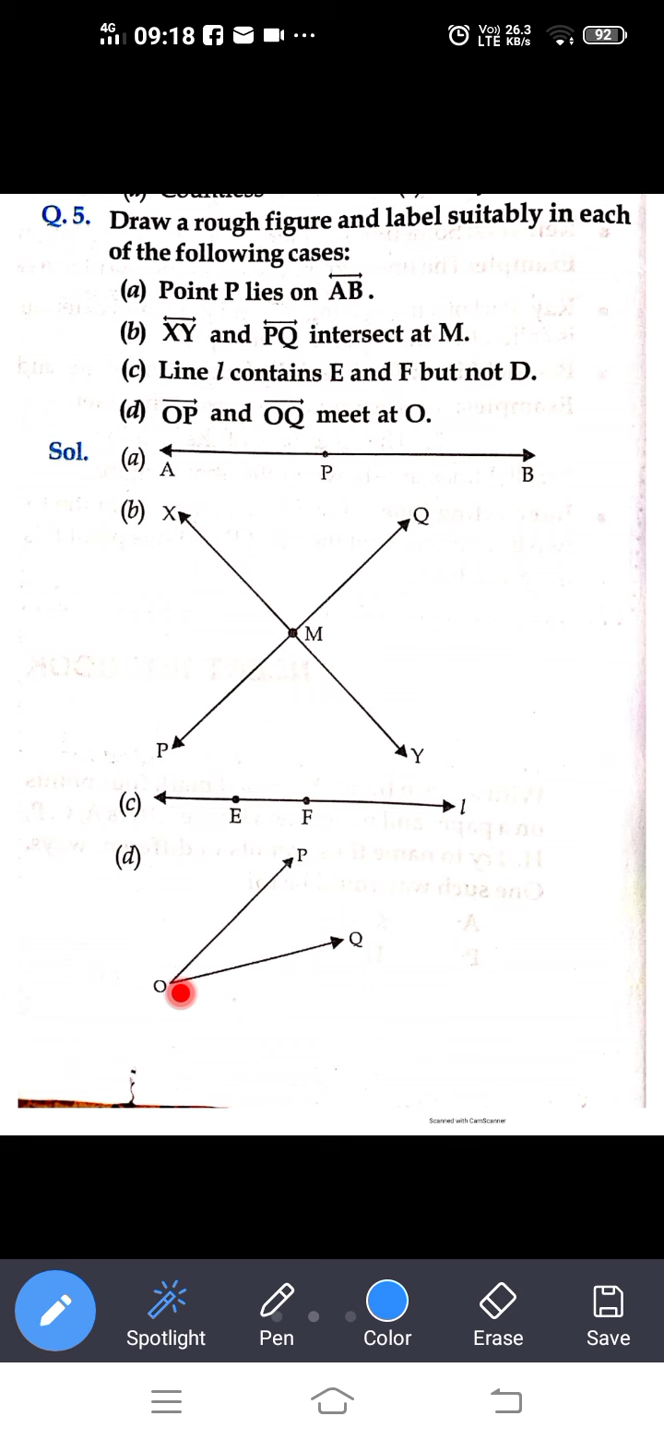 4G 09:18 ... Vo)) LTE 26.3 KB/s 92
Q. 5. Draw a rough figure and label suitably in each
of the following cases:
(a) Point P lies on AB.
(b) XY and PQ intersect at M.
(c) Line l contains E and F but not D.
(d) OP and OQ meet at O.
Sol. (a) A P B
(b) X Q
M
P Y
(c) E F l
(d) P
Q
O
Scanned with CamScanner
Spotlight Pen Color Erase Save